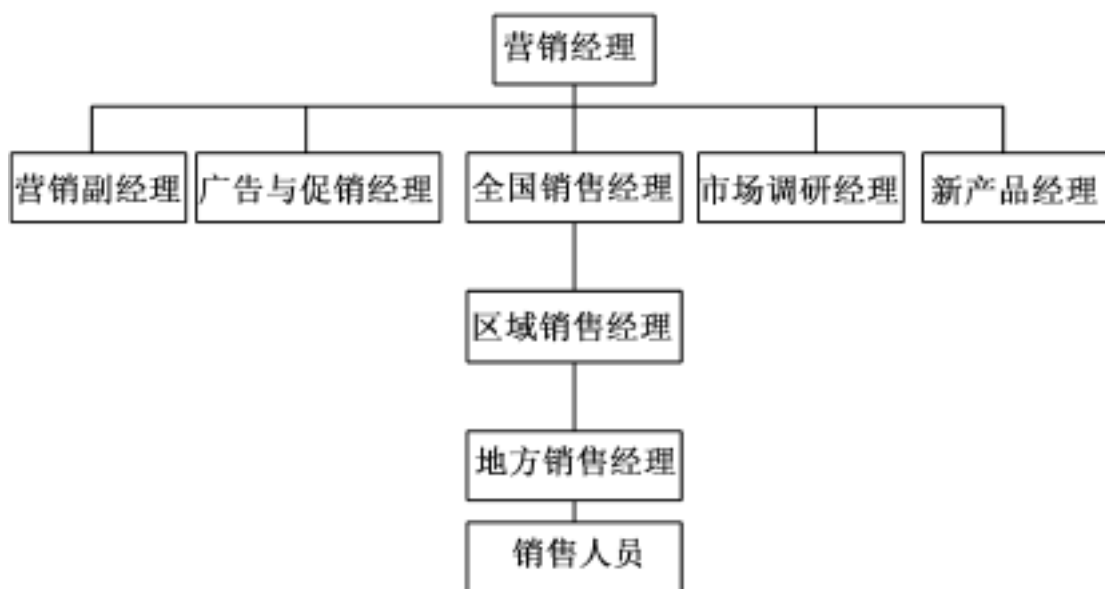 营销经理
营销副经理
广告与促销经理
全国销售经理
市场调研经理
新产品经理
区域销售经理
地方销售经理
销售人员